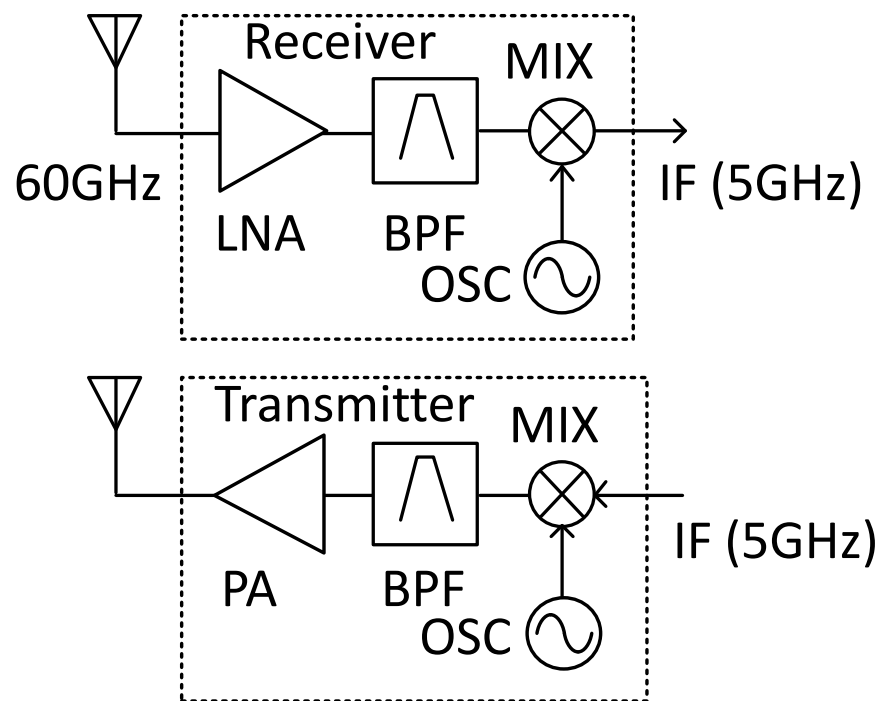 Receiver
MIX
60GHz
IF (5GHz)
LNA
BPF
OSC
Transmitter
MIX
IF (5GHz)
PA
BPF
OSC